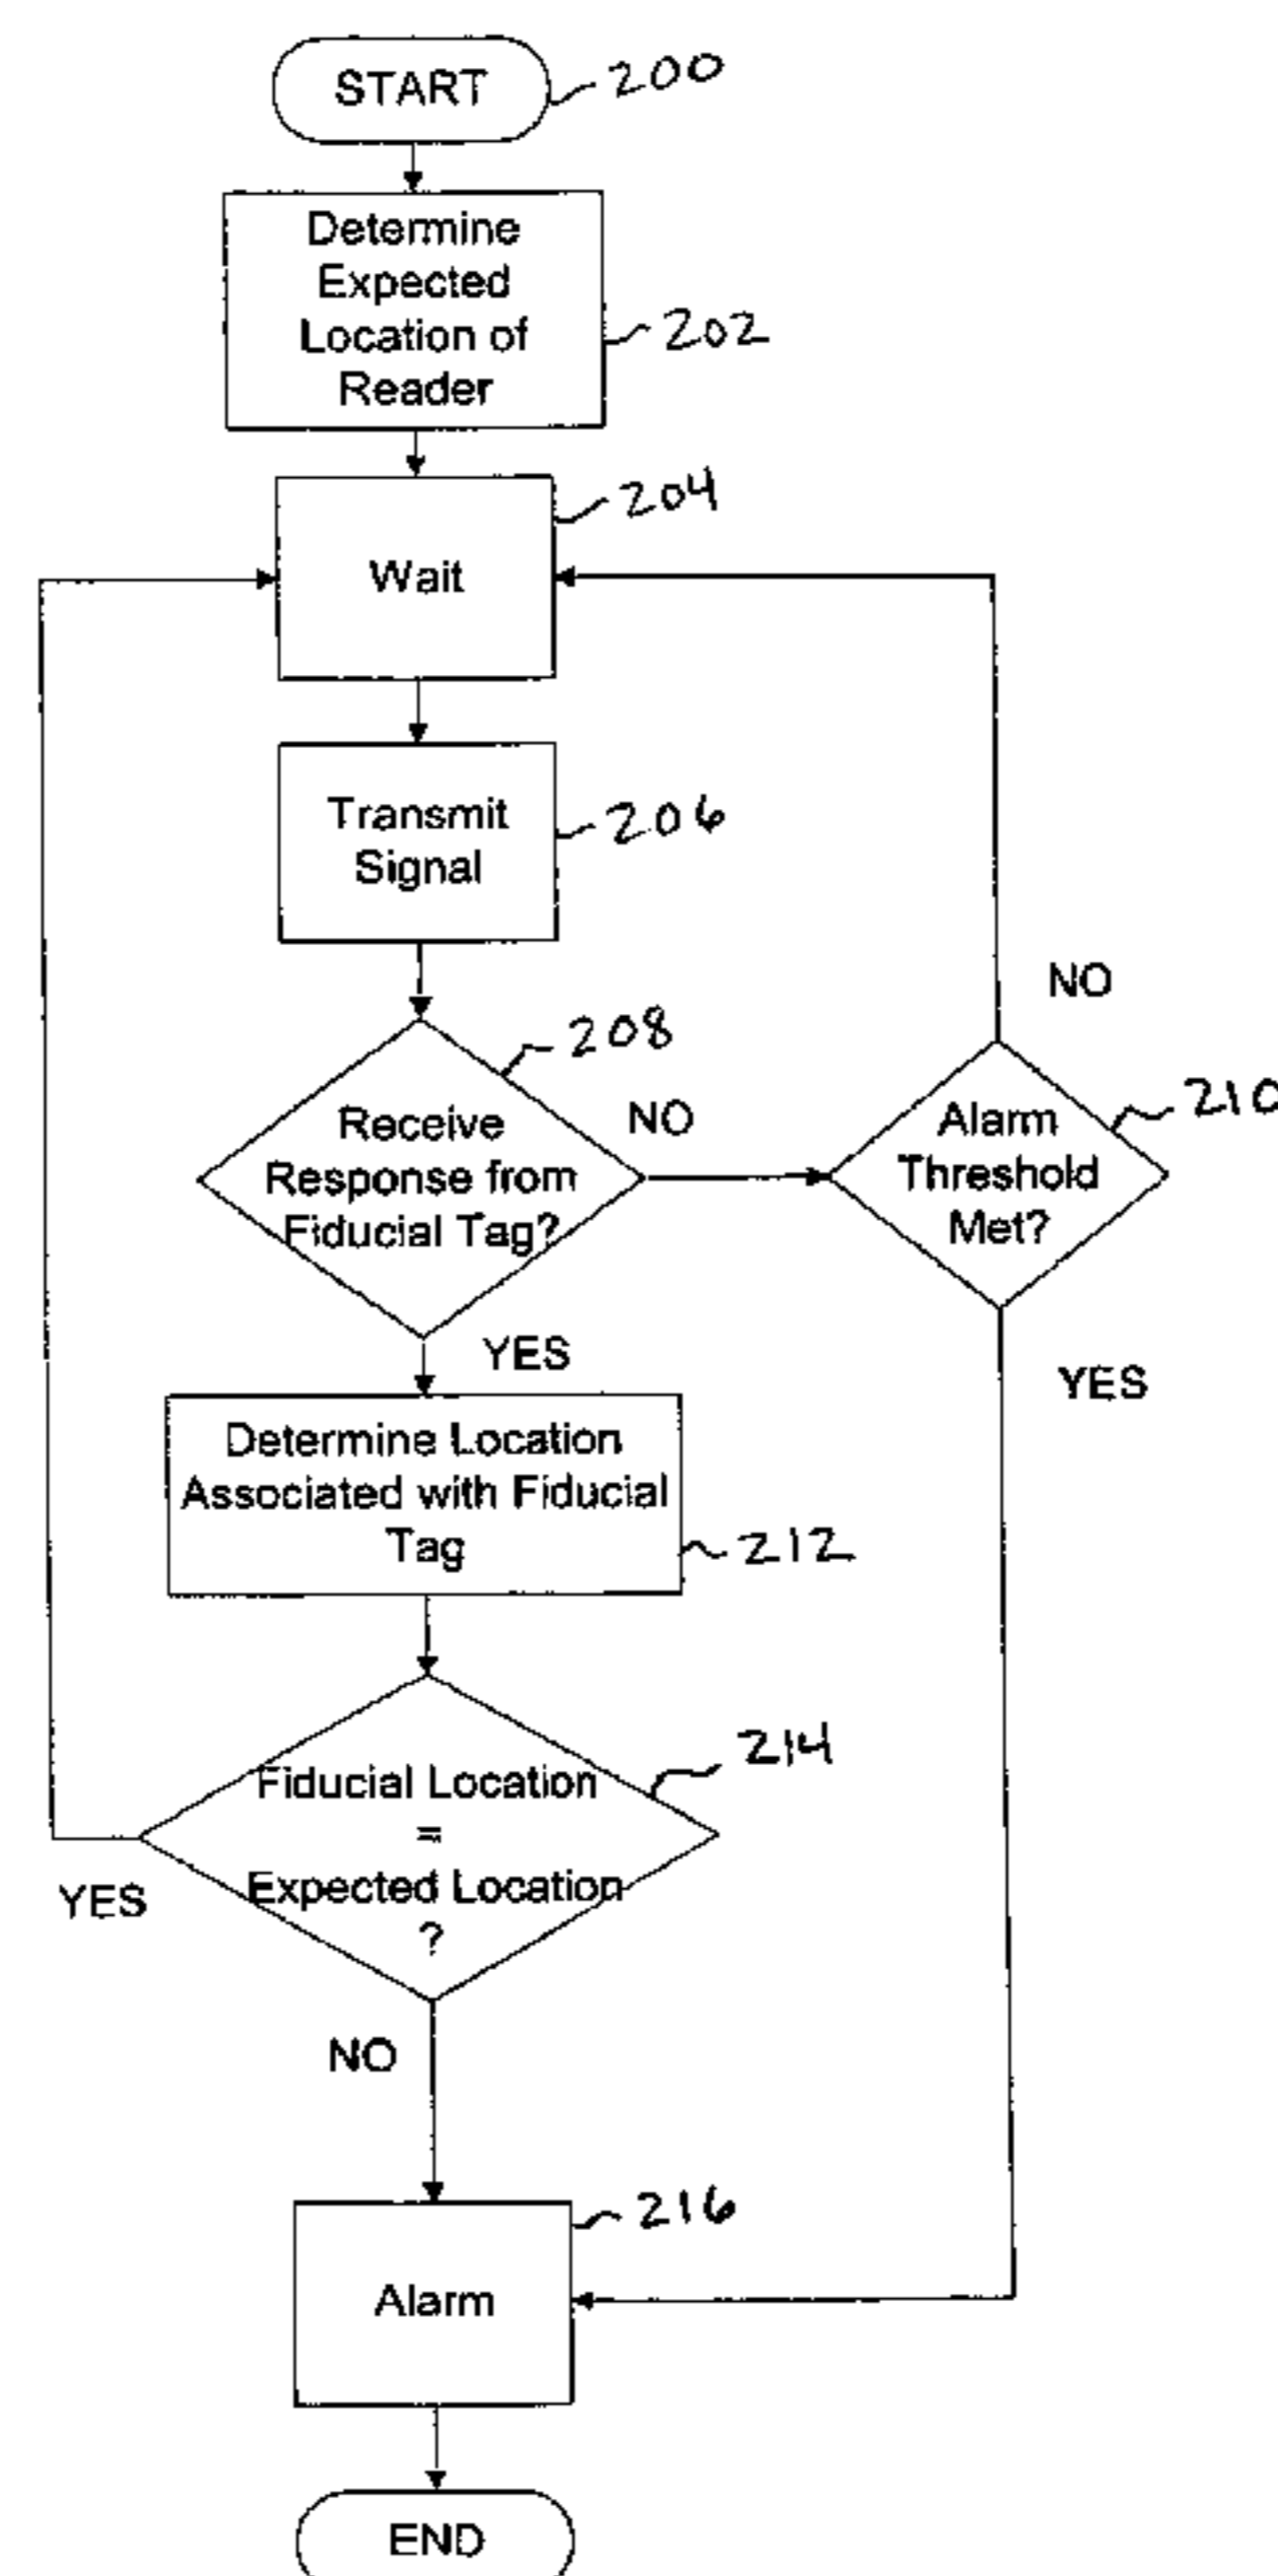 START
200
Determine
Expected
Location of
Reader
202
204
Wait
Transmit
Signal
206
NO
208
Receive
Response from
Fiducial Tag?
NO
Alarm
Threshold
Met?
210
YES
YES
Determine Location
Associated with Fiducial
Tag
212
Fiducial Location
=
Expected Location
?
214
YES
NO
216
Alarm
END